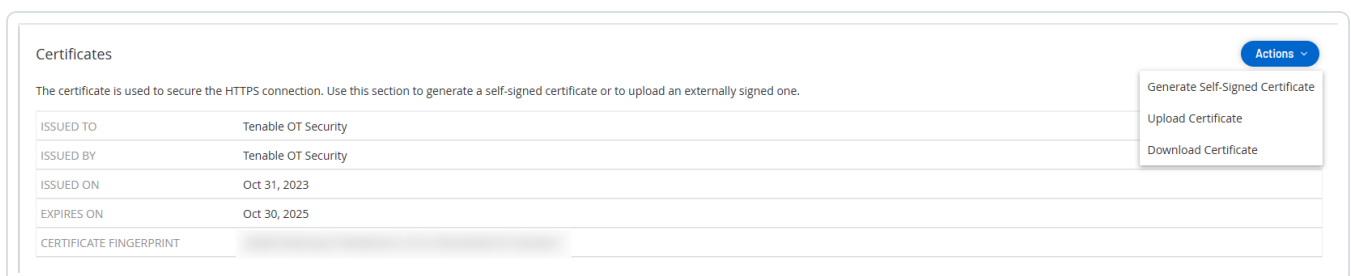 Certificates
Actions
The certificate is used to secure the HTTPS connection. Use this section to generate a self-signed certificate or to upload an externally signed one.
Generate Self-Signed Certificate
Upload Certificate
Download Certificate
ISSUED TO Tenable OT Security
ISSUED BY Tenable OT Security
ISSUED ON Oct 31, 2023
EXPIRES ON Oct 30, 2025
CERTIFICATE FINGERPRINT